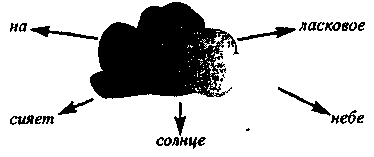 на ласковое
сияет небе
солнце